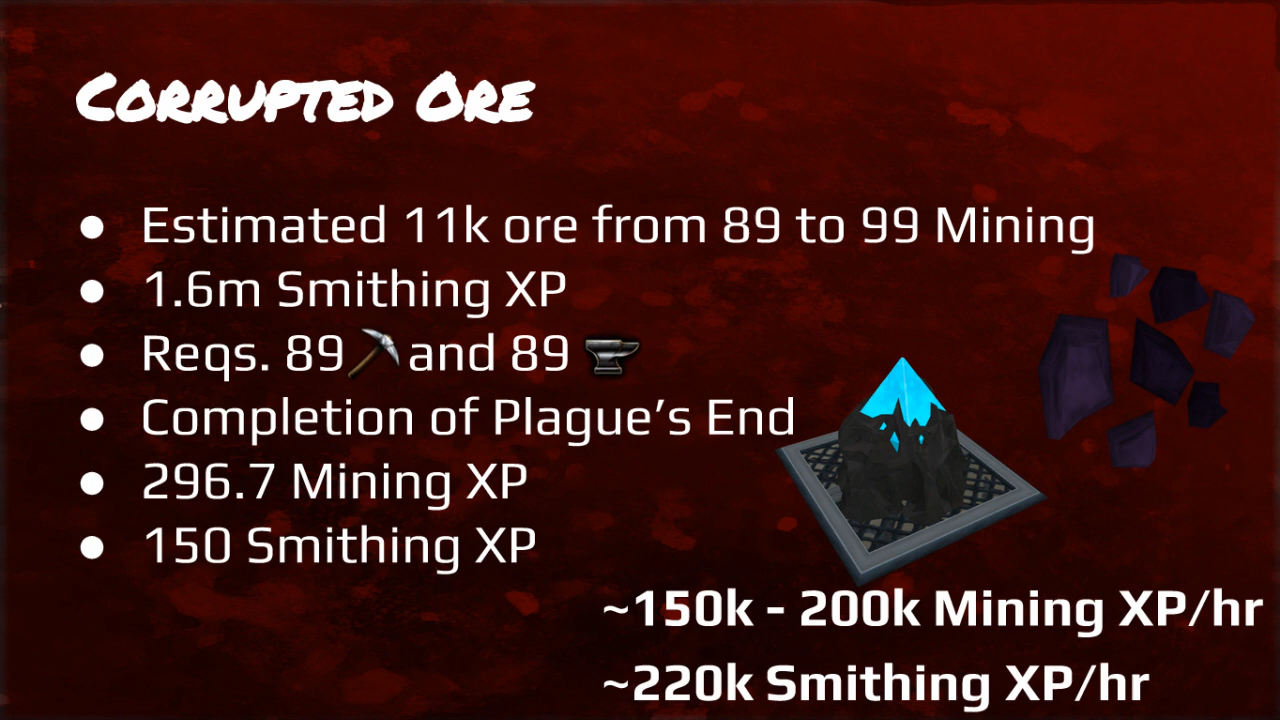 Corrupted Ore
● Estimated 11k ore from 89 to 99 Mining
● 1.6m Smithing XP
● Reqs. 89 and 89
● Completion of Plague’s End
● 296.7 Mining XP
● 150 Smithing XP
~150k - 200k Mining XP/hr
~220k Smithing XP/hr